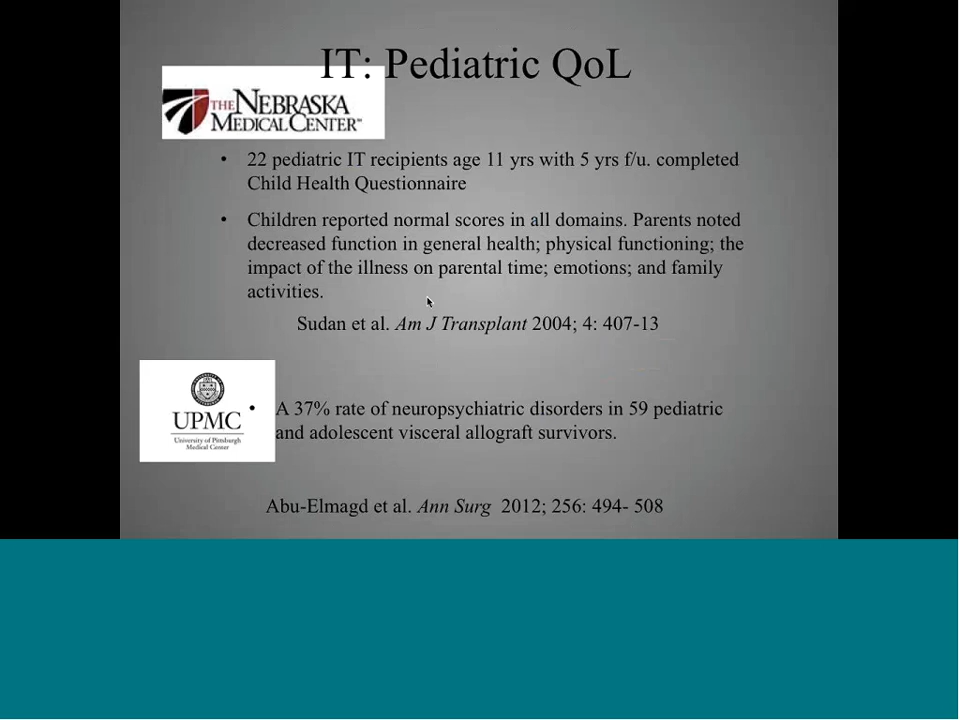 IT: Pediatric QoL
THE NEBRASKA
MEDICAL CENTER™
• 22 pediatric IT recipients age 11 yrs with 5 yrs f/u. completed
Child Health Questionnaire
• Children reported normal scores in all domains. Parents noted
decreased function in general health; physical functioning; the
impact of the illness on parental time; emotions; and family
activities.
Sudan et al. Am J Transplant 2004; 4: 407-13
UPMC
University of Pittsburgh
Medical Center
• A 37% rate of neuropsychiatric disorders in 59 pediatric
and adolescent visceral allograft survivors.
Abu-Elmagd et al. Ann Surg 2012; 256: 494- 508